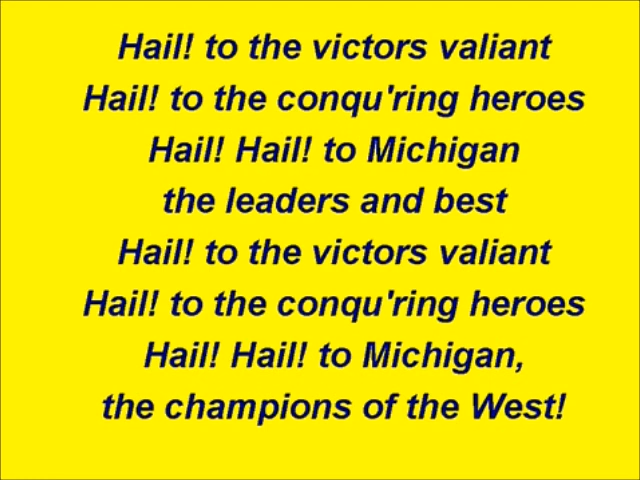 Hail! to the victors valiant
Hail! to the conqu'ring heroes
Hail! Hail! to Michigan
the leaders and best
Hail! to the victors valiant
Hail! to the conqu'ring heroes
Hail! Hail! to Michigan,
the champions of the West!